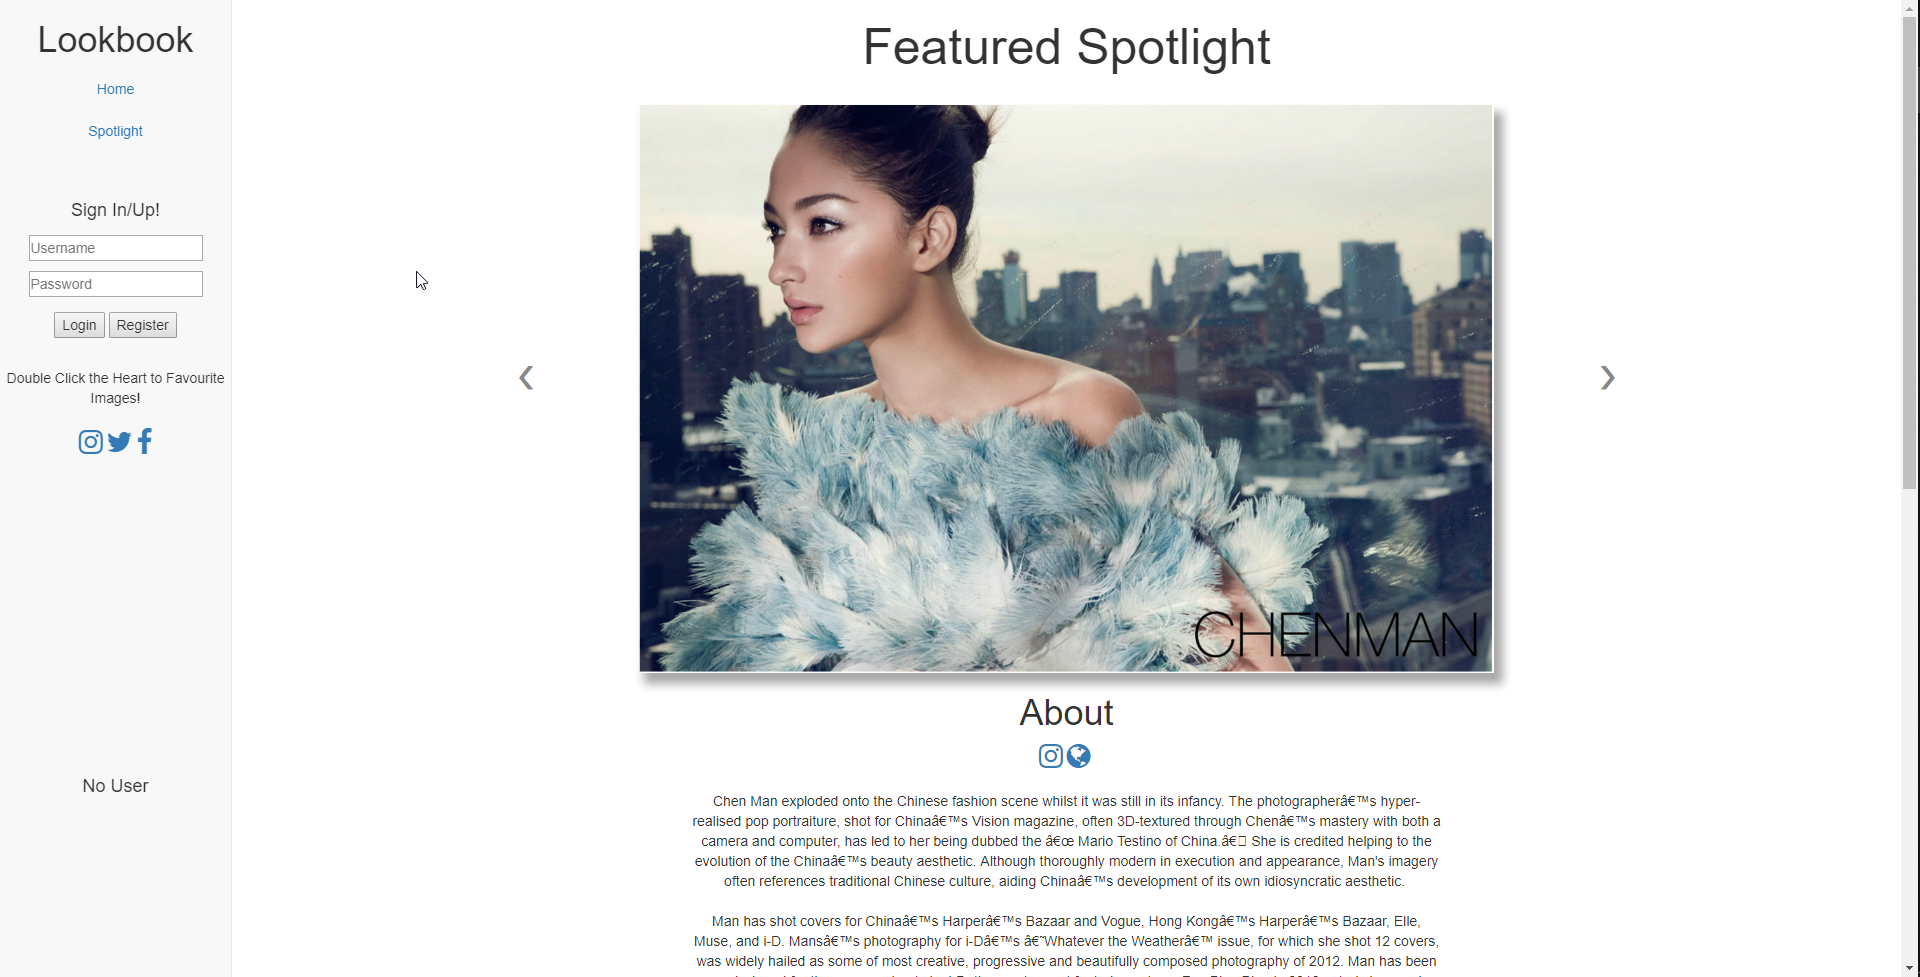 Lookbook
Home
Spotlight
Sign In/Up!
Username
Password
Login Register
Double Click the Heart to Favourite
Images!
No User
Featured Spotlight
❮
❯
CHENMAN
About
Chen Man exploded onto the Chinese fashion scene whilst it was still in its infancy. The photographerâ€™s hyper-
realised pop portraiture, shot for Chinaâ€™s Vision magazine, often 3D-textured through Chenâ€™s mastery with both a
camera and computer, has led to her being dubbed the â€œ Mario Testino of China.â€□ She is credited helping to the
evolution of the Chinaâ€™s beauty aesthetic. Although thoroughly modern in execution and appearance, Man's imagery
often references traditional Chinese culture, aiding Chinaâ€™s development of its own idiosyncratic aesthetic.
Man has shot covers for Chinaâ€™s Harperâ€™s Bazaar and Vogue, Hong Kongâ€™s Harperâ€™s Bazaar, Elle,
Muse, and i-D. Mansâ€™s photography for i-Dâ€™s â€˜Whatever the Weatherâ€™ issue, for which she shot 12 covers,
was widely hailed as some of most creative, progressive and beautifully composed photography of 2012. Man has been